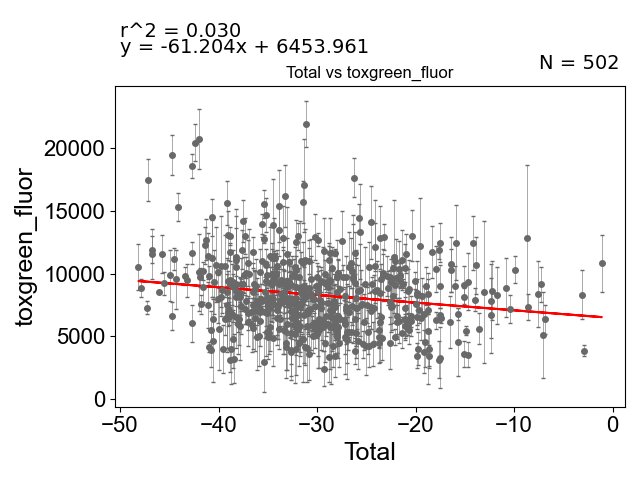 r^2 = 0.030
y = -61.204x + 6453.961
N = 502
Total vs toxgreen_fluor
toxgreen_fluor
20000
15000
10000
5000
0
−50
−40
−30
−20
−10
0
Total